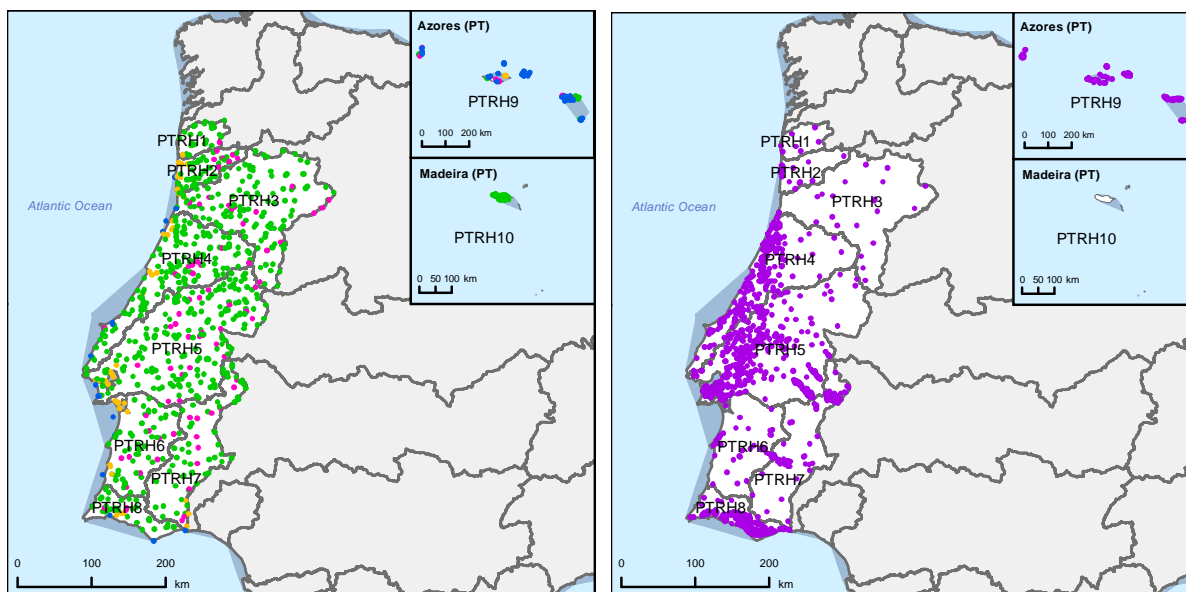 Azores (PT)
PTRH9
0 100 200 km
Madeira (PT)
PTRH10
0 50 100 km
PTRH1
PTRH2
PTRH3
Atlantic Ocean
PTRH4
PTRH5
PTRH6
PTRH7
PTRH8
0 100 200
km
Azores (PT)
PTRH9
0 100 200 km
Madeira (PT)
PTRH10
0 50 100 km
PTRH1
PTRH2
PTRH3
Atlantic Ocean
PTRH4
PTRH5
PTRH6
PTRH7
PTRH8
0 100 200
km